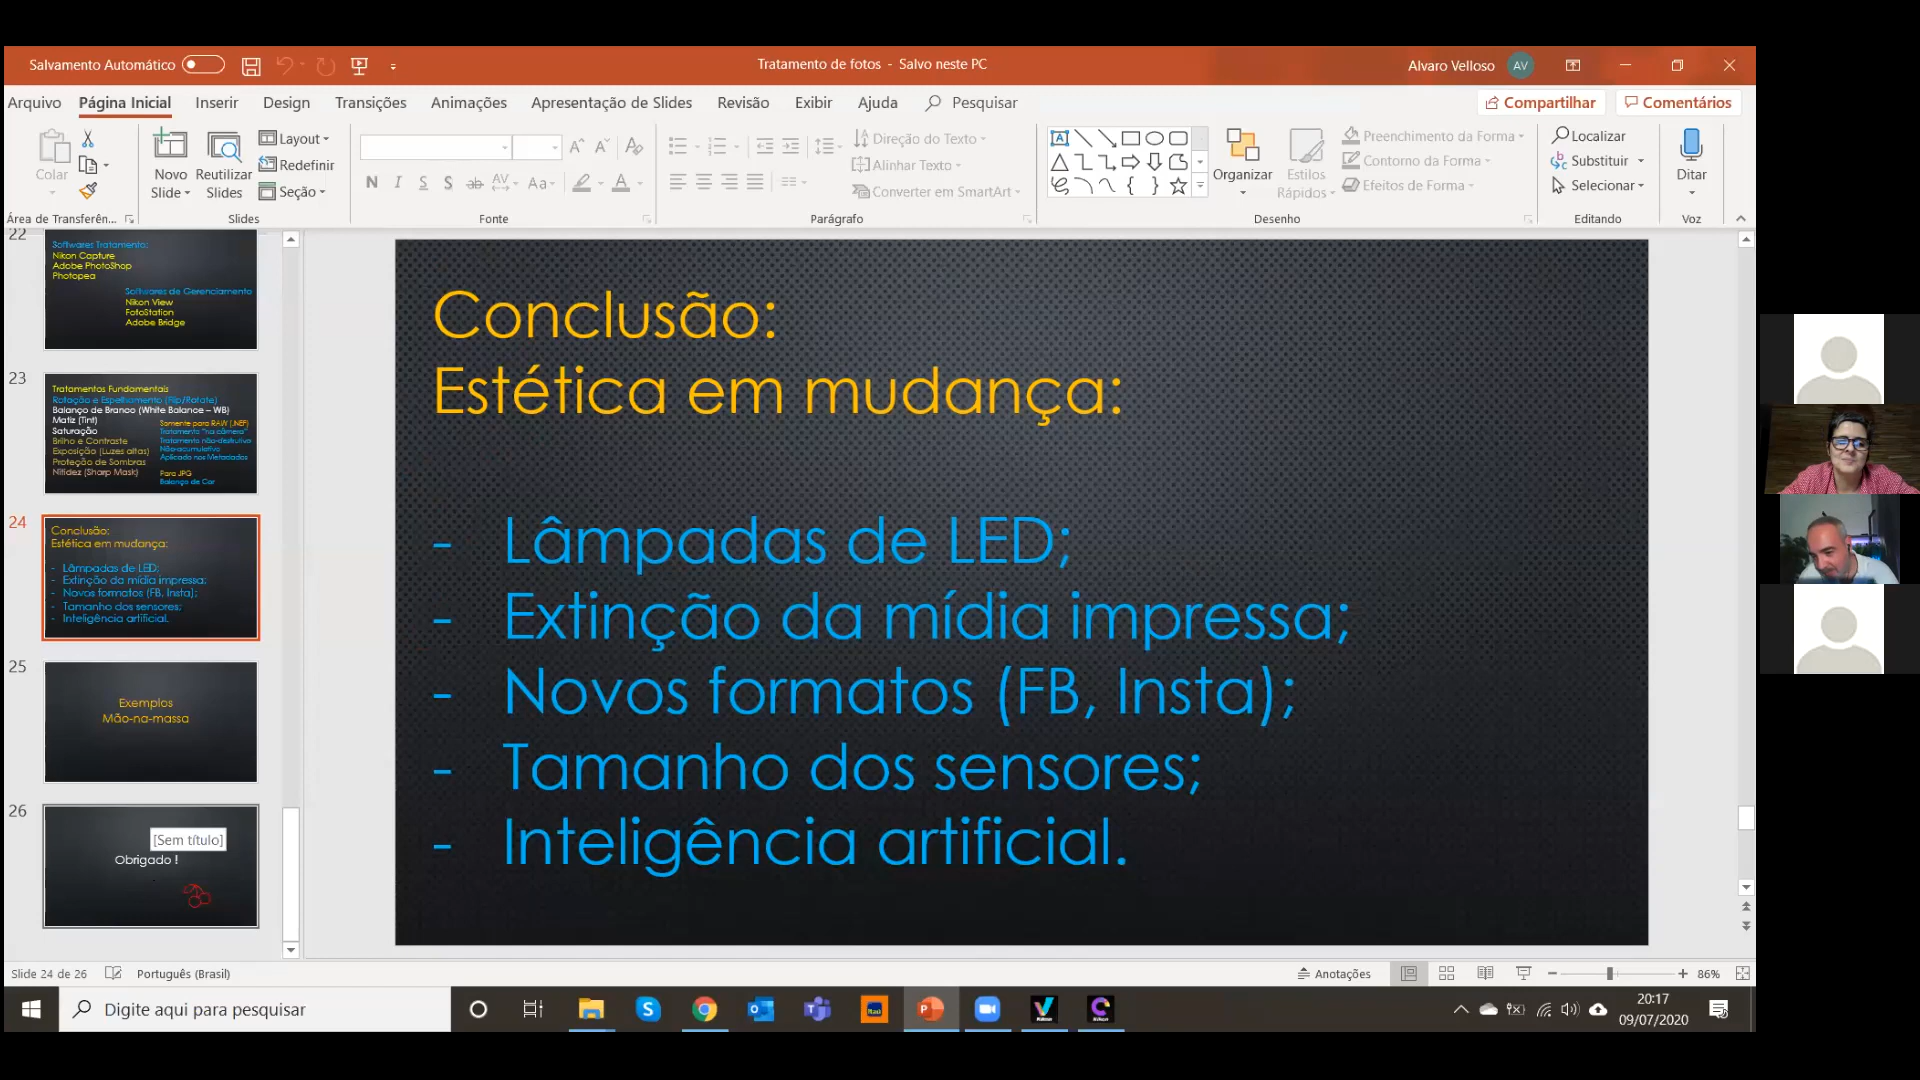 Salvamento Automático
Tratamento de fotos - Salvo neste PC
Alvaro Velloso
AV
Arquivo
Página Inicial
Inserir
Design
Transições
Animações
Apresentação de Slides
Revisão
Exibir
Ajuda
Pesquisar
Compartilhar
Comentários
Colar
Novo
Slide
Reutilizar
Slides
Layout
Redefinir
Seção
N I S S ab AV Aa A
Direção do Texto
Alinhar Texto
Converter em SmartArt
Organizar
Estilos
Rápidos
Preenchimento da Forma
Contorno da Forma
Efeitos de Forma
Localizar
Substituir
Selecionar
Ditar
Área de Transferên...
Slides
Fonte
Parágrafo
Desenho
Editando
Voz
22
Softwares Tratamento:
Nikon Capture
Adobe PhotoShop
Photopea
Softwares de Gerenciamento
Nikon View
FotoStation
Adobe Bridge
23
Tratamentos Fundamentais
Rotação e Espelhamento (Flip/Rotate)
Balanço de Branco (White Balance – WB)
Matiz (Tint)
Saturação
Brilho e Contraste
Exposição (Luzes altas)
Proteção de Sombras
Nitidez (Sharp Mask)
Somente para RAW (.NEF)
Tratamento "na câmera"
Tratamento não-destrutivo
Não-acumulativo
Aplicado nos Metadados
Para JPG
Balanço de Cor
24
Conclusão:
Estética em mudança:
- Lâmpadas de LED;
- Extinção da mídia impressa;
- Novos formatos (FB, Insta);
- Tamanho dos sensores;
- Inteligência artificial.
25
Exemplos
Mão-na-massa
26
[Sem título]
Obrigado !
Conclusão:
Estética em mudança:
- Lâmpadas de LED;
- Extinção da mídia impressa;
- Novos formatos (FB, Insta);
- Tamanho dos sensores;
- Inteligência artificial.
Slide 24 de 26
Português (Brasil)
Anotações
86%
Digite aqui para pesquisar
20:17
09/07/2020